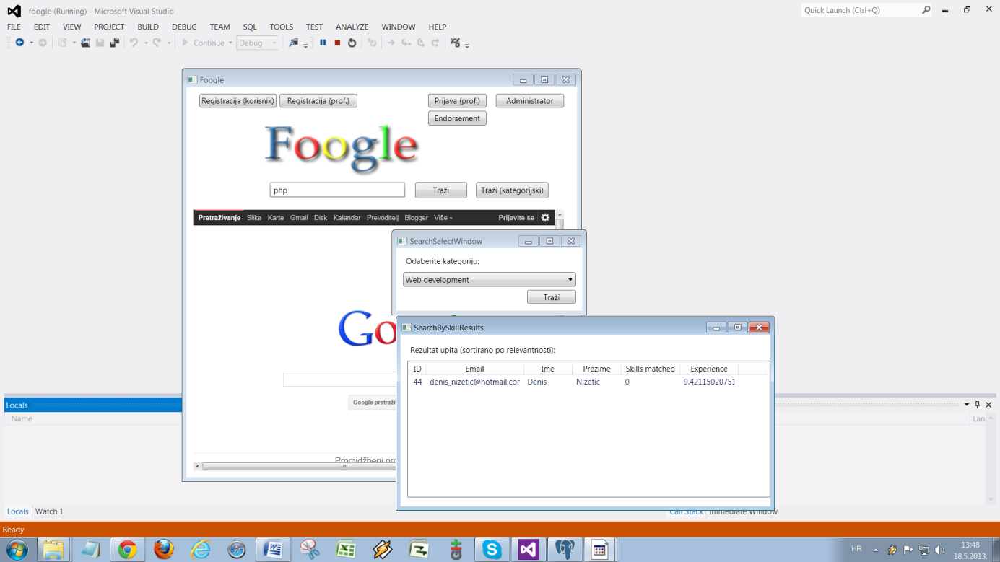 foogle (Running) - Microsoft Visual Studio
Quick Launch (Ctrl+Q)
FILE EDIT VIEW PROJECT BUILD DEBUG TEAM SQL TOOLS TEST ANALYZE WINDOW HELP
Continue Debug
Foogle
Registracija (korisnik) Registracija (prof.) Prijava (prof.) Administrator
Endorsement
Foogle
php Traži Traži (kategorijski)
Pretraživanje Slike Karte Gmail Disk Kalendar Prevoditelj Blogger Više Prijavite se
SearchSelectWindow
Odaberite kategoriju:
Web development
Traži
Go
SearchBySkillResults
Rezultat upita (sortirano po relevantnosti):
ID Email Ime Prezime Skills matched Experience
44 denis_nizetic@hotmail.cor Denis Nizetic 0 9.42115020751
Google pretraži
Promidžbeni pro
Locals
Name Lan
Locals Watch 1 Call Stack Immediate Window
Ready
HR 13:48
18.5.2013.